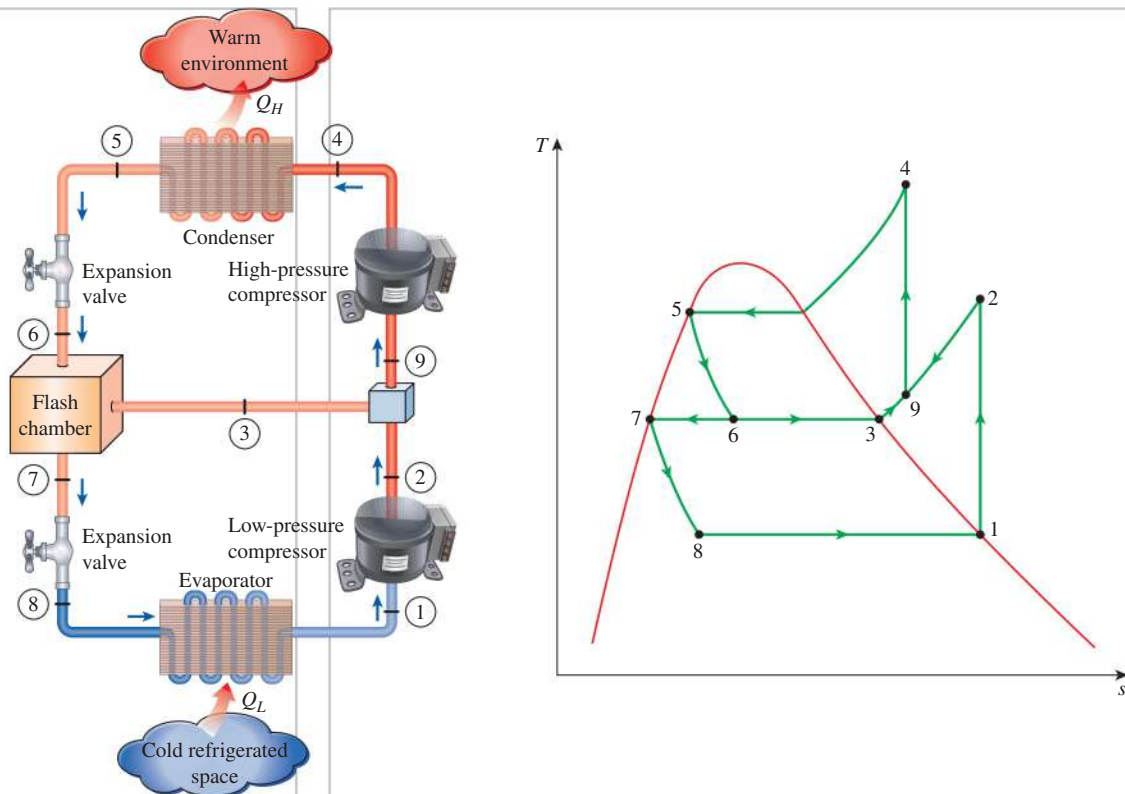 Warm
environment
Q_H
5
4
Condenser
Expansion
valve
High-pressure
compressor
6
9
Flash
chamber
3
7
2
Expansion
valve
Low-pressure
compressor
Evaporator
8
1
Q_L
Cold refrigerated
space
T
4
2
5
9
7
6
3
8
1
s